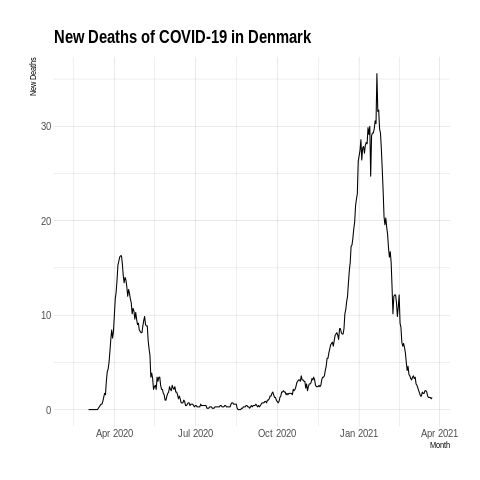 New Deaths of COVID-19 in Denmark
New Deaths
30
20
10
0
Apr 2020 Jul 2020 Oct 2020 Jan 2021 Apr 2021
Month